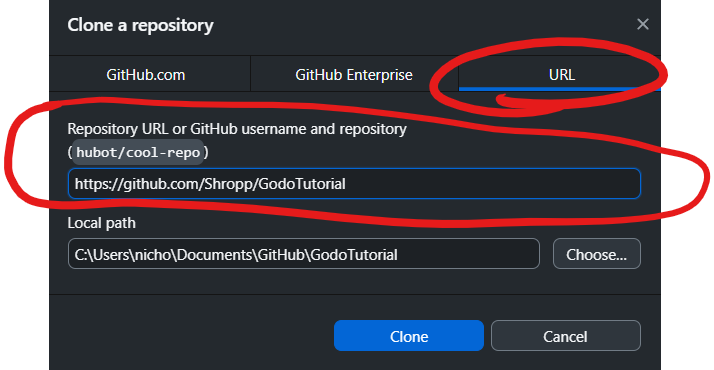 Clone a repository
GitHub.com
GitHub Enterprise
URL
Repository URL or GitHub username and repository
(hubot/cool-repo)
https://github.com/Shropp/GodoTutorial
Local path
C:\Users\nicho\Documents\GitHub\GodoTutorial
Choose...
Clone
Cancel